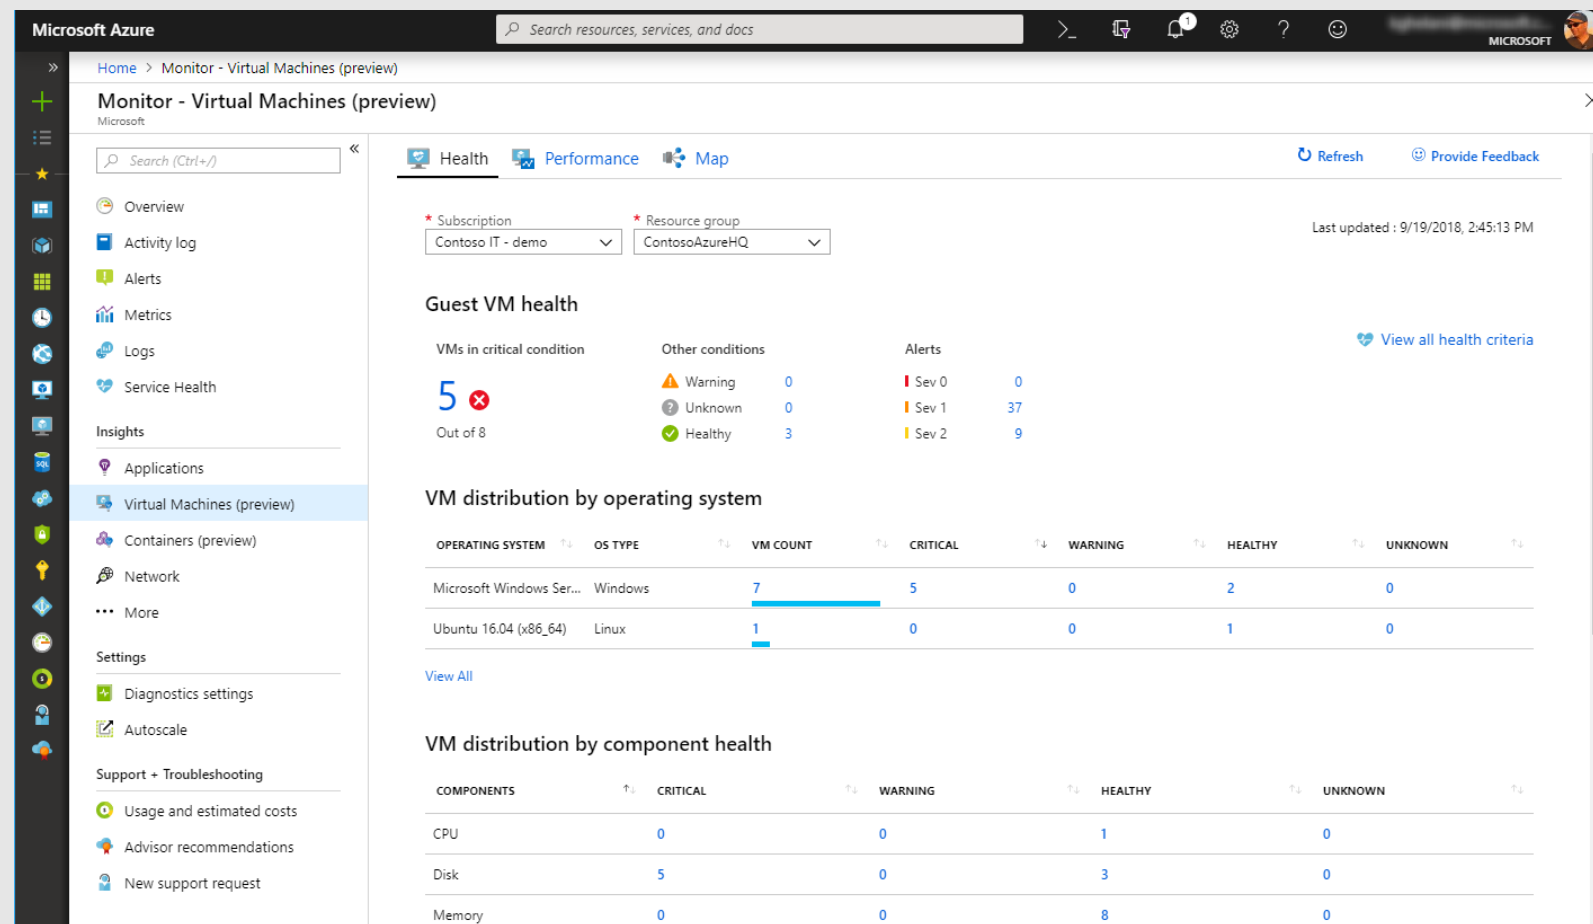 Microsoft Azure
Search resources, services, and docs
1
MICROSOFT
Home > Monitor - Virtual Machines (preview)
Monitor - Virtual Machines (preview)
Microsoft
Search (Ctrl+/)
Overview
Activity log
Alerts
Metrics
Logs
Service Health
Insights
Applications
Virtual Machines (preview)
Containers (preview)
Network
More
Settings
Diagnostics settings
Autoscale
Support + Troubleshooting
Usage and estimated costs
Advisor recommendations
New support request
Health Performance Map
Refresh Provide Feedback
* Subscription * Resource group
Contoso IT - demo ContosoAzureHQ
Last updated : 9/19/2018, 2:45:13 PM
Guest VM health
View all health criteria
VMs in critical condition Other conditions Alerts
5
Out of 8
Warning 0
Unknown 0
Healthy 3
Sev 0 0
Sev 1 37
Sev 2 9
VM distribution by operating system
OPERATING SYSTEM OS TYPE VM COUNT CRITICAL WARNING HEALTHY UNKNOWN
Microsoft Windows Ser... Windows 7 5 0 2 0
Ubuntu 16.04 (x86_64) Linux 1 0 0 1 0
View All
VM distribution by component health
COMPONENTS CRITICAL WARNING HEALTHY UNKNOWN
CPU 0 0 1 0
Disk 5 0 3 0
Memory 0 0 8 0